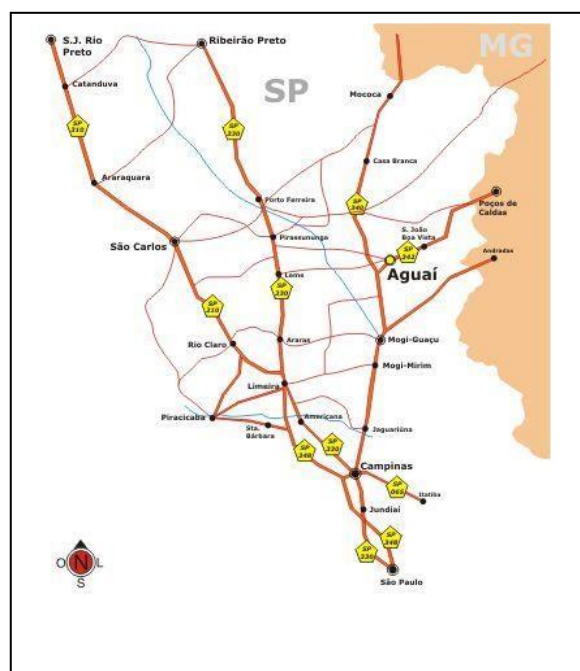 MG
SP
S.J. Rio
Preto
Ribeirão Preto
Catanduva
Mococa
SP
310
SP
330
Casa Branca
Araraquara
Porto Ferreira
SP
340
Poços de
Caldas
São Carlos
Pirassununga
S. João
Boa Vista
SP
342
Andradas
Aguaí
Leme
SP
330
SP
310
Rio Claro
Araras
Mogi-Guaçu
Mogi-Mirim
Limeira
Piracicaba
Americana
Sta.
Bárbara
Jaguariúna
SP
330
SP
348
Campinas
SP
065
Itatiba
Jundiaí
SP
348
SP
330
São Paulo
N
O
L
S